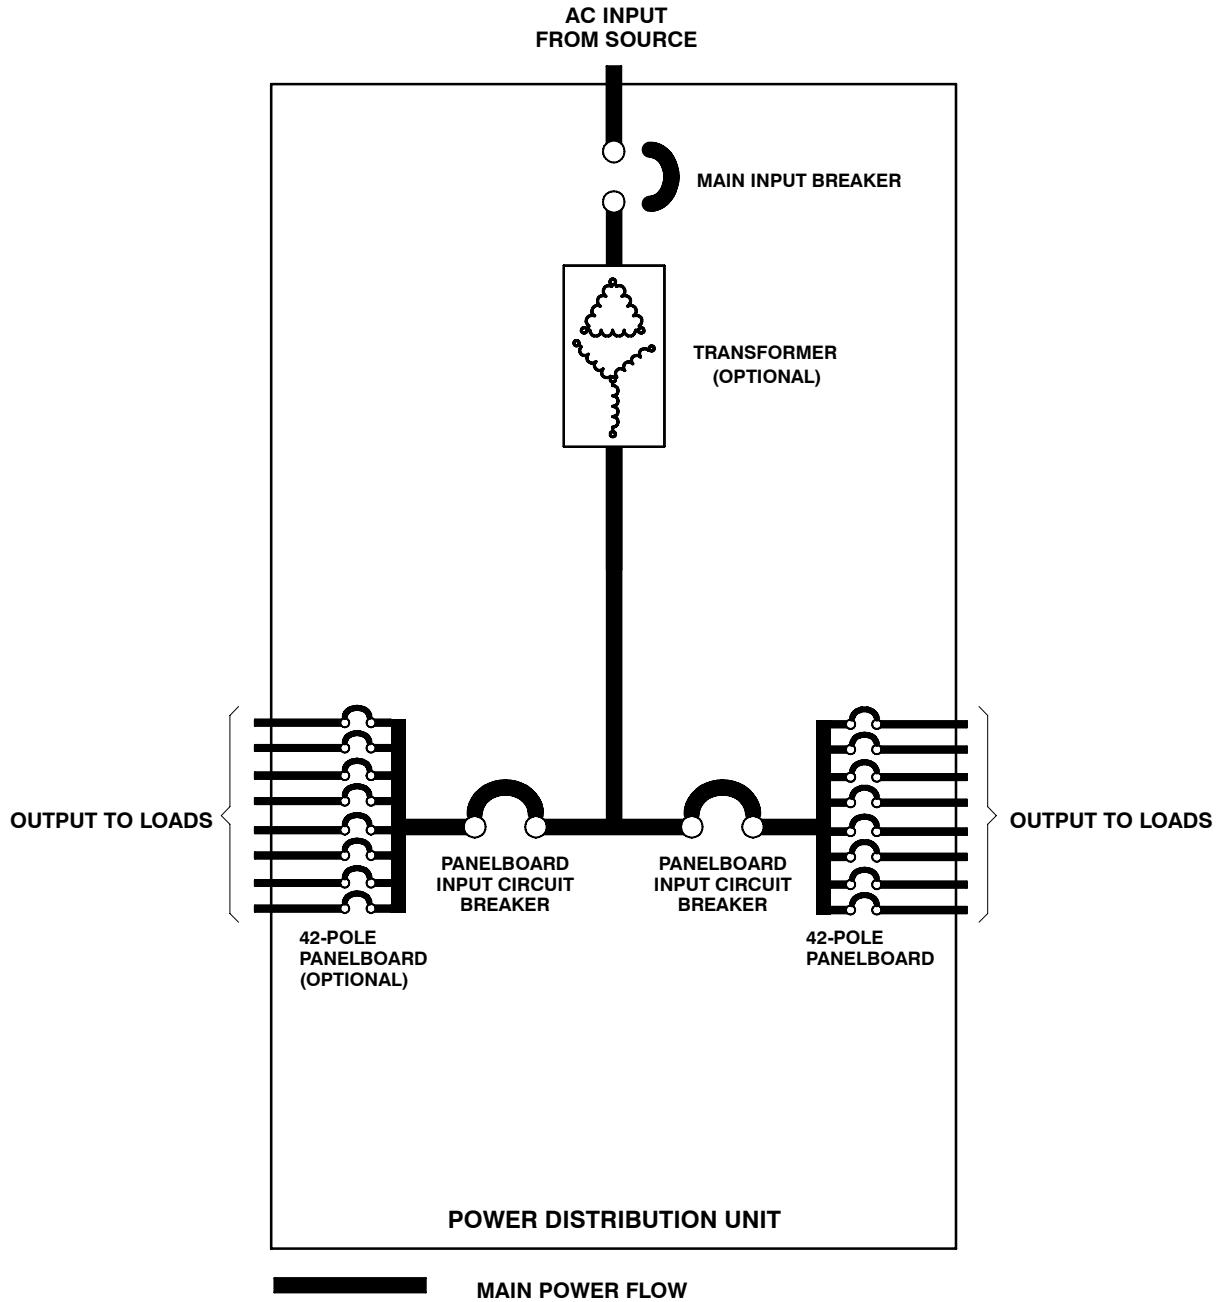 AC INPUT
FROM SOURCE
MAIN INPUT BREAKER
TRANSFORMER
(OPTIONAL)
OUTPUT TO LOADS
OUTPUT TO LOADS
PANELBOARD
INPUT CIRCUIT
BREAKER
PANELBOARD
INPUT CIRCUIT
BREAKER
42-POLE
PANELBOARD
(OPTIONAL)
42-POLE
PANELBOARD
POWER DISTRIBUTION UNIT
MAIN POWER FLOW